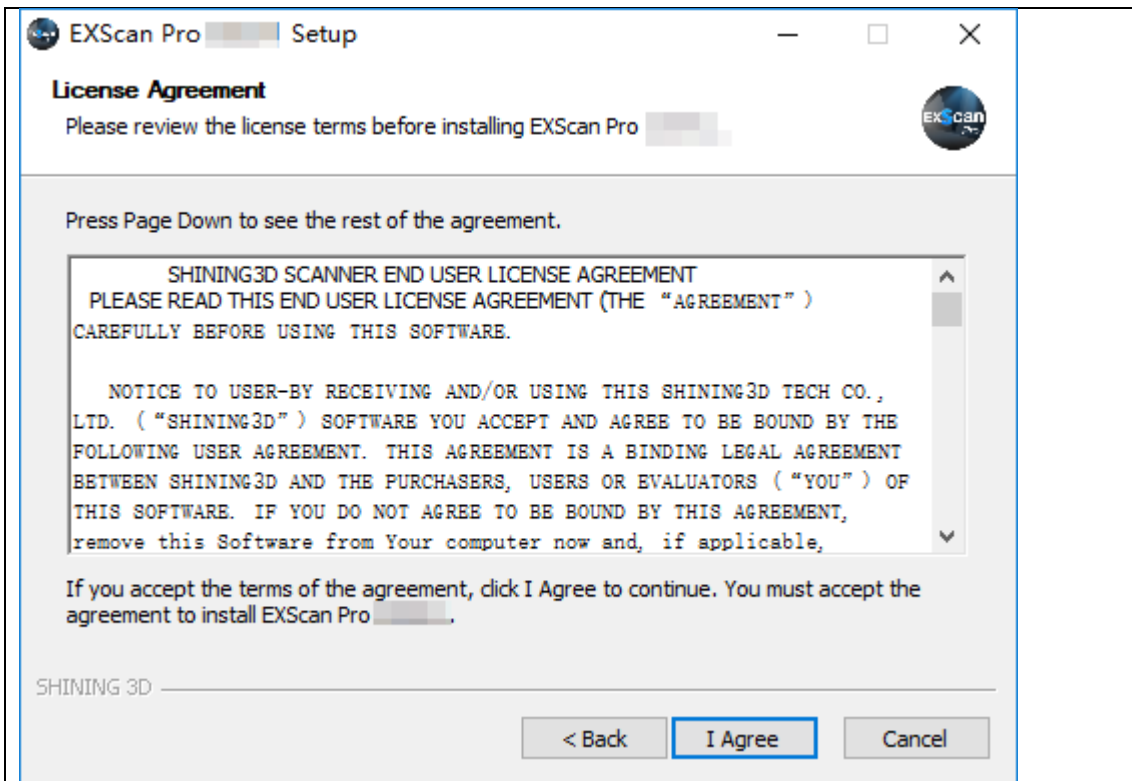 EXScan Pro Setup
License Agreement
Please review the license terms before installing EXScan Pro
EXScan
Pro
Press Page Down to see the rest of the agreement.
SHINING3D SCANNER END USER LICENSE AGREEMENT
PLEASE READ THIS END USER LICENSE AGREEMENT (THE “AGREEMENT”)
CAREFULLY BEFORE USING THIS SOFTWARE.
NOTICE TO USER-BY RECEIVING AND/OR USING THIS SHINING3D TECH CO.,
LTD. (“SHINING3D”) SOFTWARE YOU ACCEPT AND AGREE TO BE BOUND BY THE
FOLLOWING USER AGREEMENT. THIS AGREEMENT IS A BINDING LEGAL AGREEMENT
BETWEEN SHINING3D AND THE PURCHASERS, USERS OR EVALUATORS (“YOU”) OF
THIS SOFTWARE. IF YOU DO NOT AGREE TO BE BOUND BY THIS AGREEMENT,
remove this Software from Your computer now and, if applicable,
If you accept the terms of the agreement, click I Agree to continue. You must accept the
agreement to install EXScan Pro .
SHINING 3D
< Back I Agree Cancel